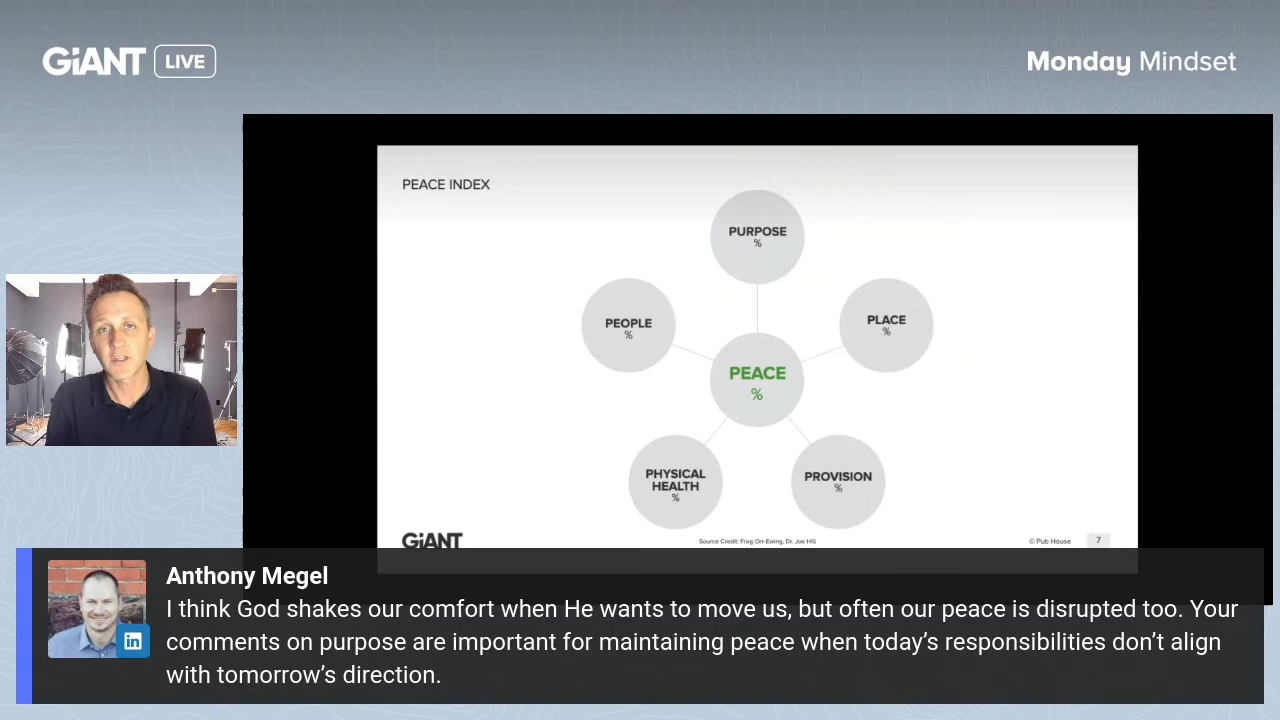 GiANT LIVE
Monday Mindset
PEACE INDEX
PURPOSE
%
PEOPLE
%
PLACE
%
PEACE
%
PHYSICAL
HEALTH
%
PROVISION
%
GiANT
Source Credit: Frog Orr-Ewing, Dr. Joe Hill
© Pub House
7
Anthony Megel
I think God shakes our comfort when He wants to move us, but often our peace is disrupted too. Your
comments on purpose are important for maintaining peace when today’s responsibilities don’t align
with tomorrow’s direction.
in